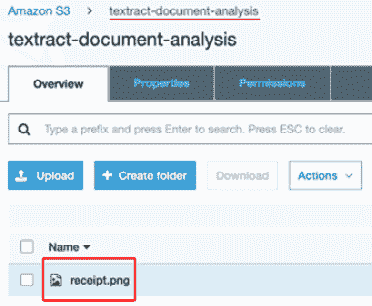 Amazon S3 > textract-document-analysis
textract-document-analysis
Overview Properties Permissions
Type a prefix and press Enter to search. Press ESC to clear.
Upload + Create folder Download Actions
Name
receipt.png